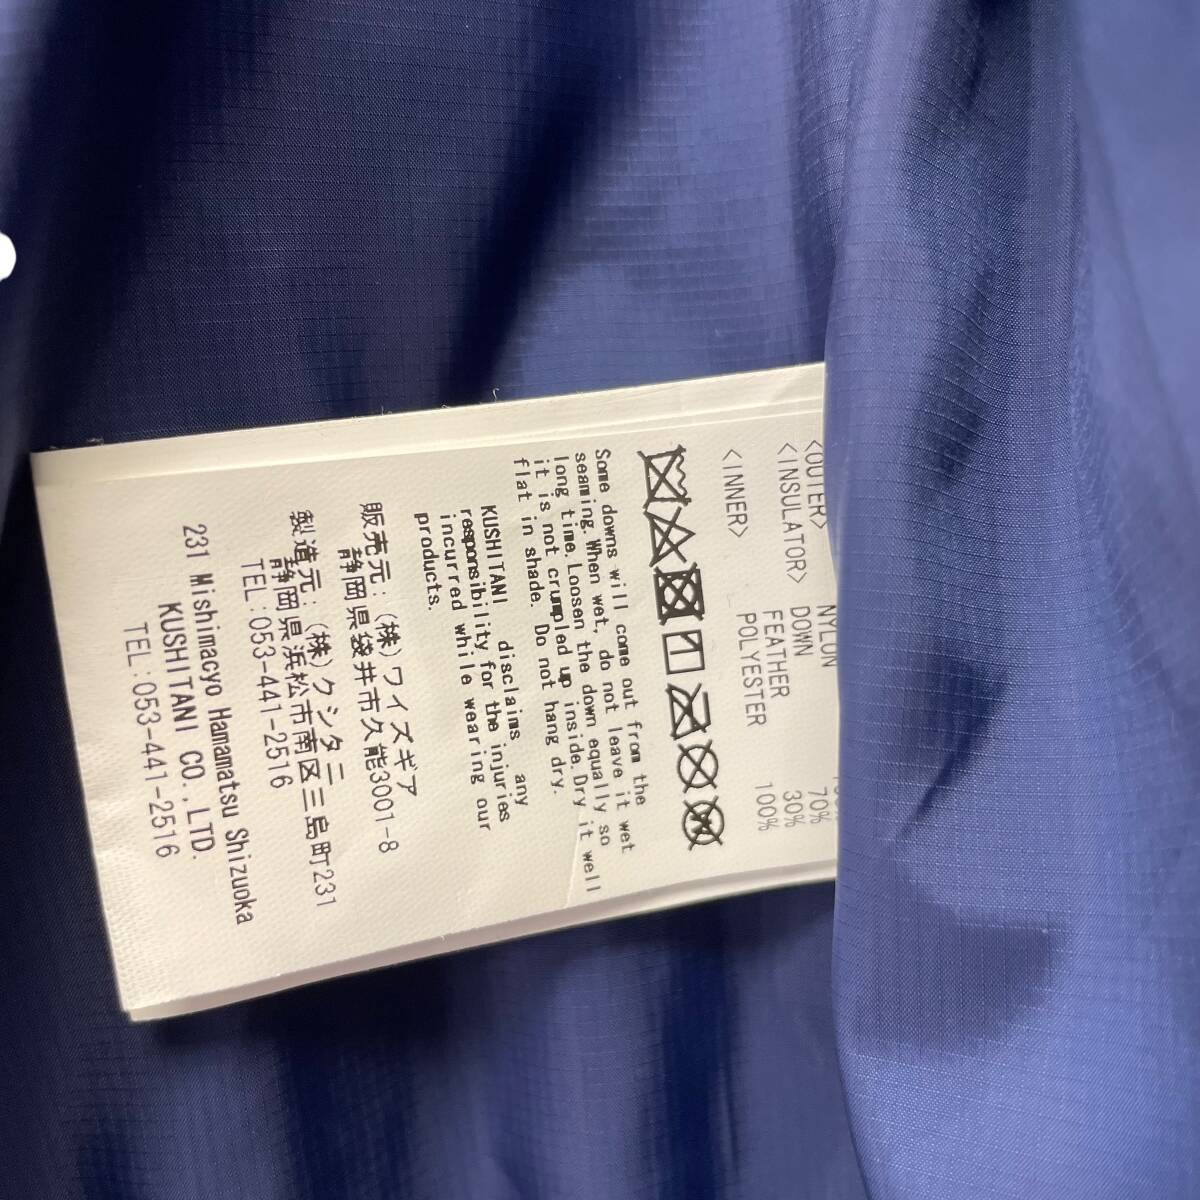 <OUTER> NYLON
<INSULATOR> DOWN 70%
FEATHER 30%
<INNER> POLYESTER 100%
Some downs will come out from the
seaming. When wet, do not leave it wet
long time. Loosen the down equally so
it is not crumpled up inside. Dry it well
flat in shade. Do not hang dry.
KUSHITANI disclaims any
responsibility for the injuries
incurred while wearing our
products.
販売元:(株)ワイズギア
静岡県袋井市久能3001-8
製造元:(株)クシタニ
静岡県浜松市南区三島町231
TEL:053-441-2516
231 Mishimacyo Hamamatsu Shizuoka
KUSHITANI CO.,LTD.
TEL:053-441-2516